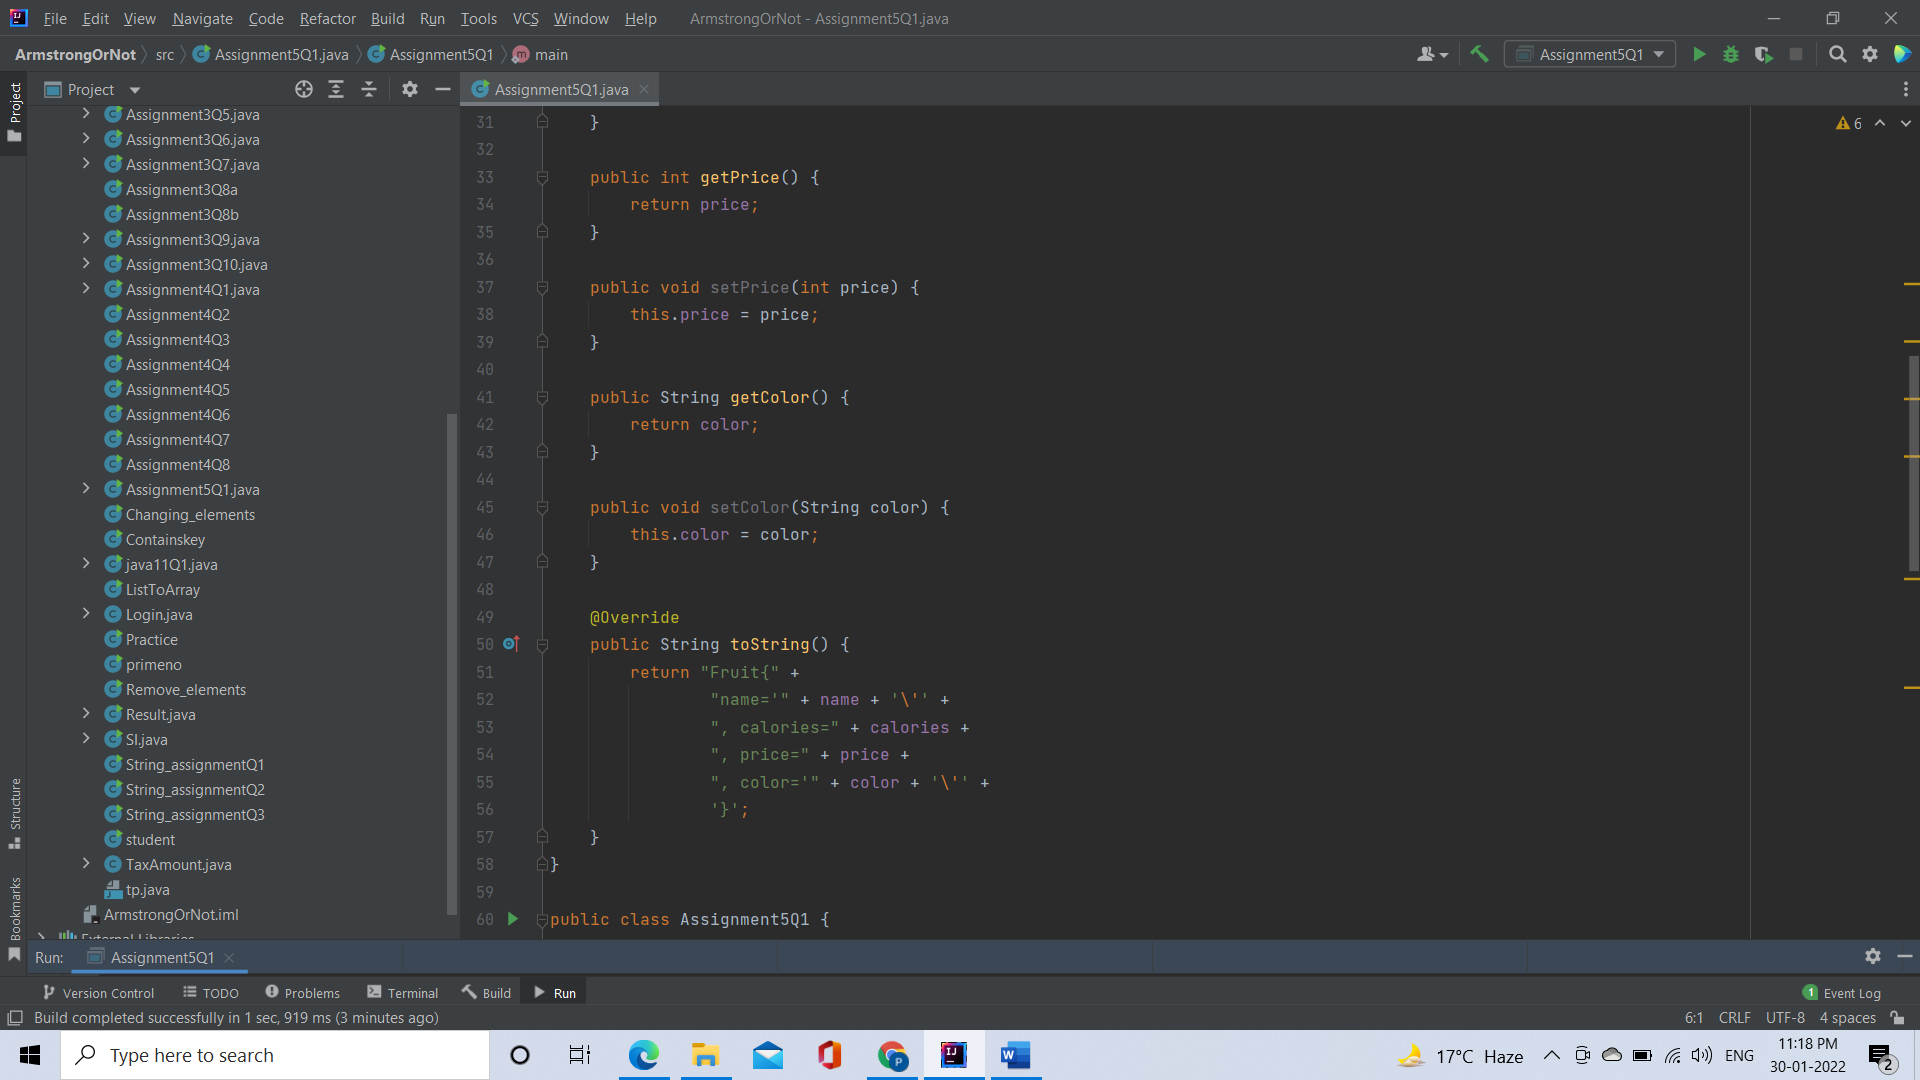 File Edit View Navigate Code Refactor Build Run Tools VCS Window Help ArmstrongOrNot - Assignment5Q1.java
ArmstrongOrNot src Assignment5Q1.java Assignment5Q1 main Assignment5Q1
Project
Project
Assignment5Q1.java
Assignment3Q5.java
Assignment3Q6.java
Assignment3Q7.java
Assignment3Q8a
Assignment3Q8b
Assignment3Q9.java
Assignment3Q10.java
Assignment4Q1.java
Assignment4Q2
Assignment4Q3
Assignment4Q4
Assignment4Q5
Assignment4Q6
Assignment4Q7
Assignment4Q8
Assignment5Q1.java
Changing_elements
Containskey
java11Q1.java
ListToArray
Login.java
Practice
primeno
Remove_elements
Result.java
SI.java
String_assignmentQ1
String_assignmentQ2
String_assignmentQ3
student
TaxAmount.java
tp.java
ArmstrongOrNot.iml
External Libraries
Structure
Bookmarks
6
31 }
32
33 public int getPrice() {
34 return price;
35 }
36
37 public void setPrice(int price) {
38 this.price = price;
39 }
40
41 public String getColor() {
42 return color;
43 }
44
45 public void setColor(String color) {
46 this.color = color;
47 }
48
49 @Override
50 public String toString() {
51 return "Fruit{" +
52 "name='" + name + '\'' +
53 ", calories=" + calories +
54 ", price=" + price +
55 ", color='" + color + '\'' +
56 '}';
57 }
58 }
59
60 public class Assignment5Q1 {
Run: Assignment5Q1
Version Control TODO Problems Terminal Build Run 1 Event Log
Build completed successfully in 1 sec, 919 ms (3 minutes ago) 6:1 CRLF UTF-8 4 spaces
Type here to search 17°C Haze ENG 11:18 PM
30-01-2022
2